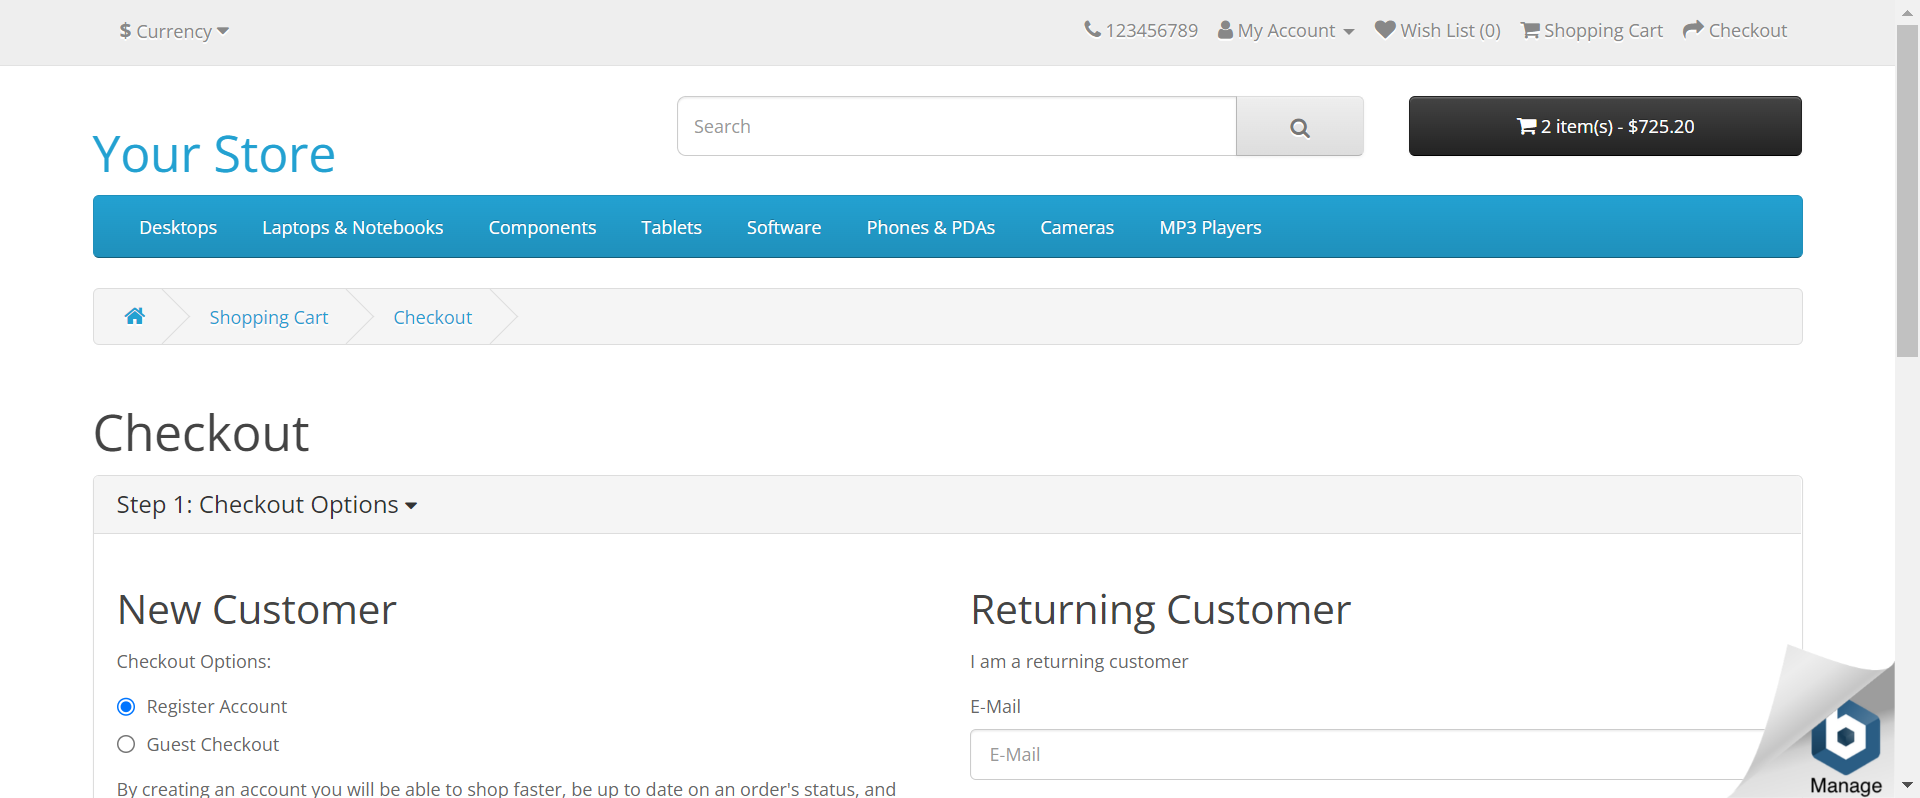 $ Currency
123456789 My Account Wish List (0) Shopping Cart Checkout
Your Store
Search
2 item(s) - $725.20
Desktops Laptops & Notebooks Components Tablets Software Phones & PDAs Cameras MP3 Players
Shopping Cart Checkout
Checkout
Step 1: Checkout Options
New Customer
Checkout Options:
Register Account
Guest Checkout
By creating an account you will be able to shop faster, be up to date on an order's status, and
Returning Customer
I am a returning customer
E-Mail
E-Mail
b
Manage